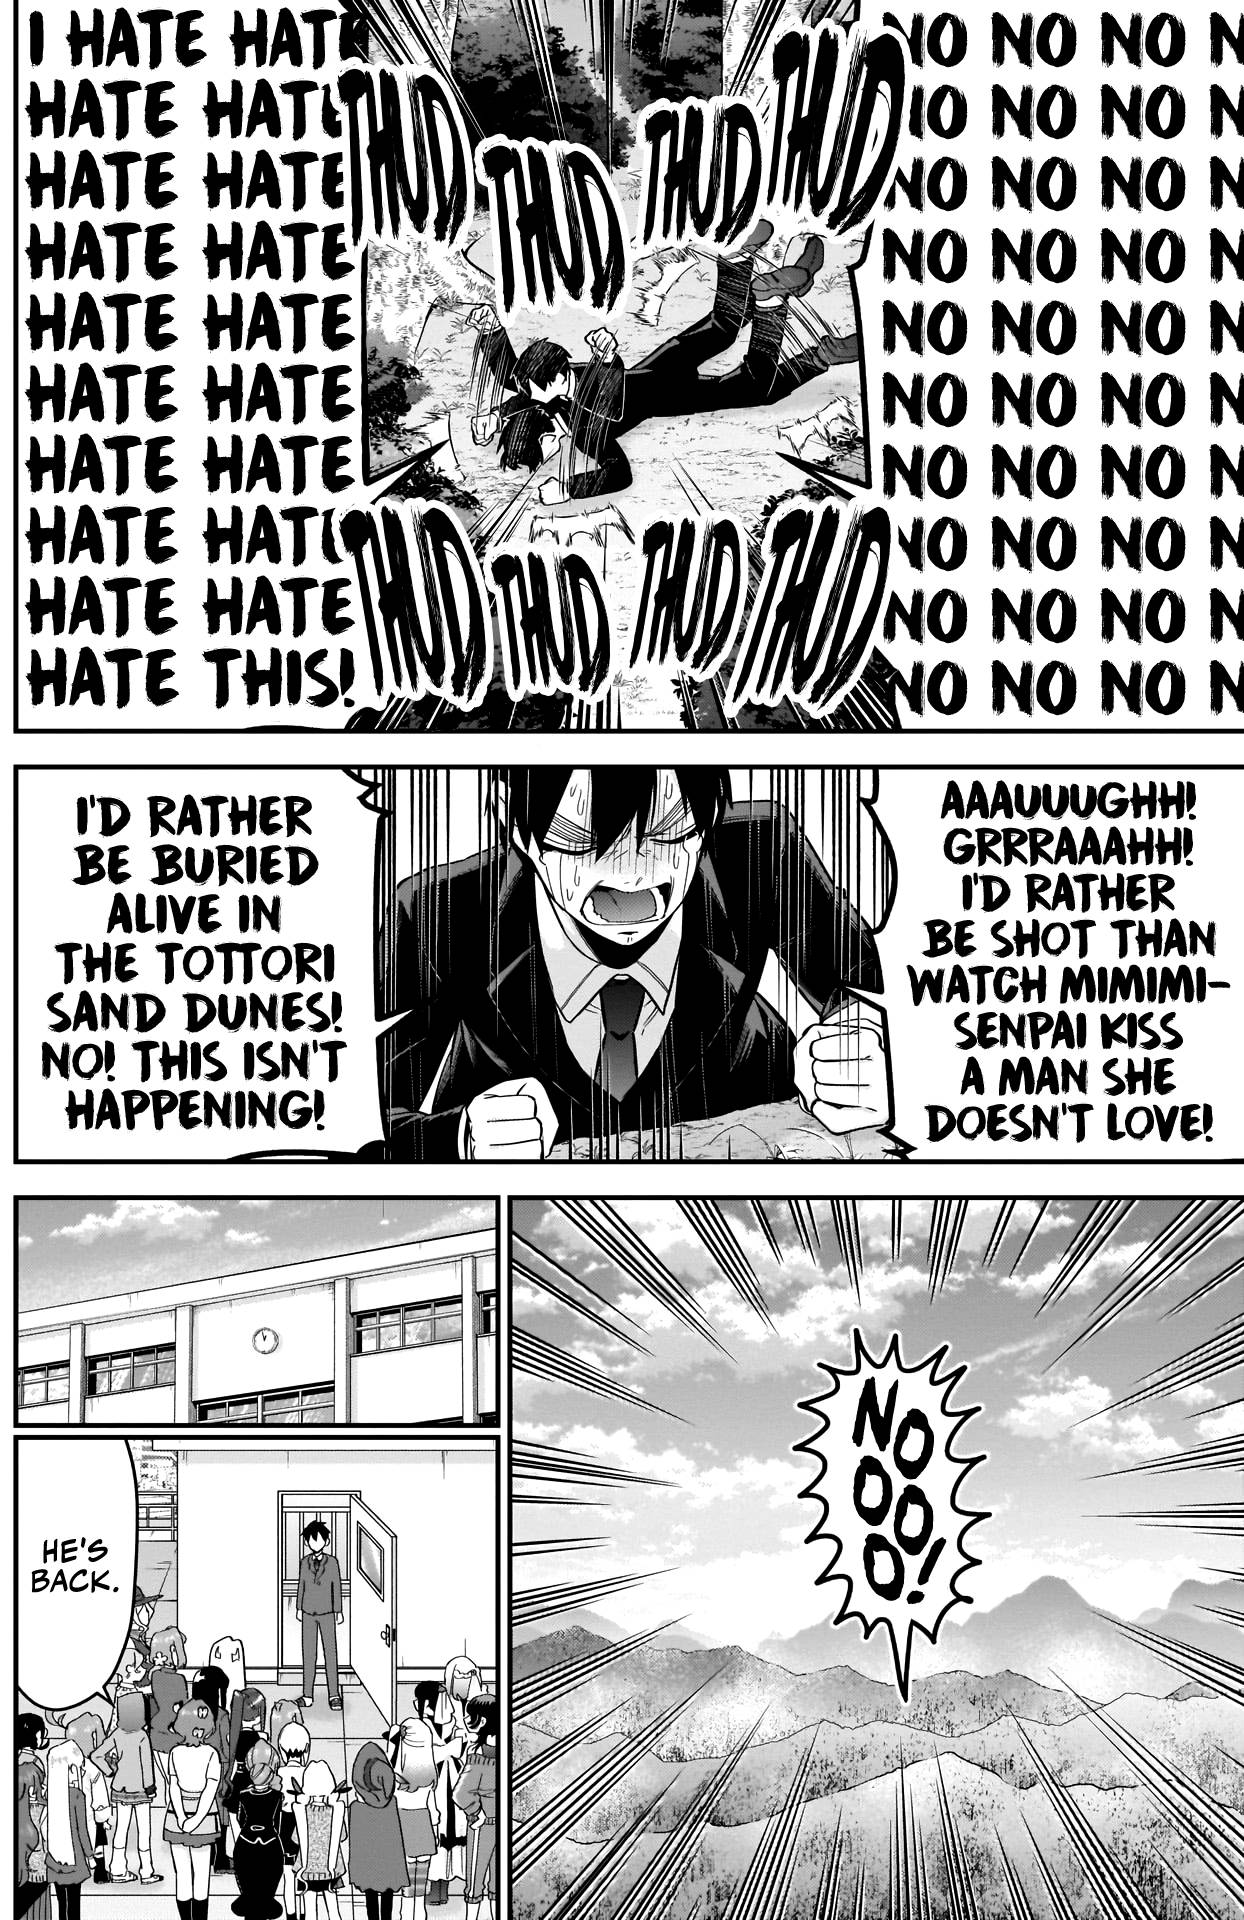 NO NO NO N
NO NO NO N
NO NO NO N
NO NO NO N
NO NO NO N
NO NO NO N
NO NO NO N
NO NO NO N
NO NO NO N
NO NO NO N
THUD
THUD
THUD
THUD
THUD
THUD
THUD
THUD
I HATE HATE
HATE HATE
HATE HATE
HATE HATE
HATE HATE
HATE HATE
HATE HATE
HATE HATE
HATE HATE
HATE THIS!
AAAUUUGHH!
GRRRAAAHH!
I'D RATHER
BE SHOT THAN
WATCH MIMIMI-
SENPAI KISS
A MAN SHE
DOESN'T LOVE!
I'D RATHER
BE BURIED
ALIVE IN
THE TOTTORI
SAND DUNES!
NO! THIS ISN'T
HAPPENING!
NOOOOOO!
HE'S
BACK.